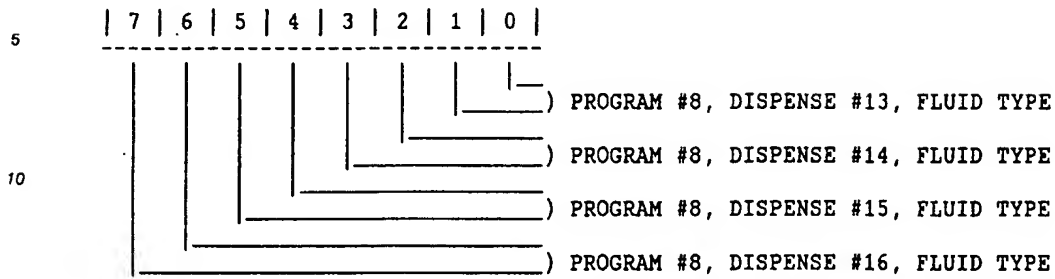 5 | 7 | 6 | 5 | 4 | 3 | 2 | 1 | 0 |
) PROGRAM #8, DISPENSE #13, FLUID TYPE
) PROGRAM #8, DISPENSE #14, FLUID TYPE
10
) PROGRAM #8, DISPENSE #15, FLUID TYPE
) PROGRAM #8, DISPENSE #16, FLUID TYPE